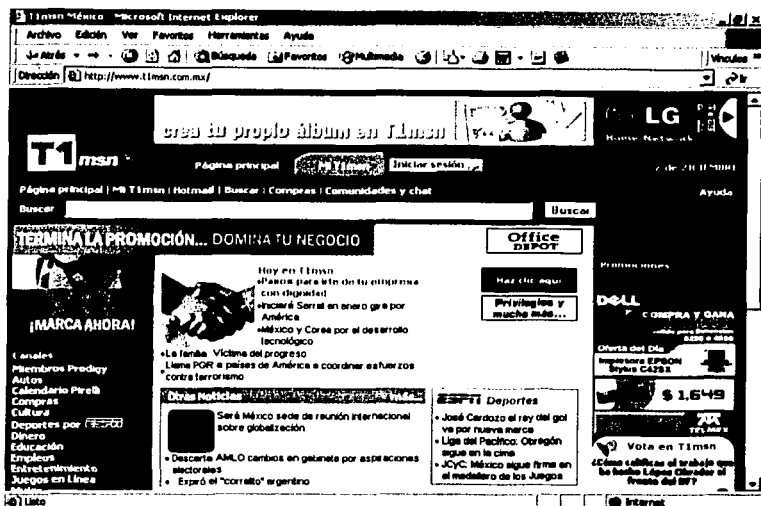 T1msn México - Microsoft Internet Explorer
Archivo Edición Ver Favoritos Herramientas Ayuda
Atrás Búsqueda Favoritos Multimedia Vínculos
Dirección http://www.t1msn.com.mx/ Ir
crea tu propio álbum en T1msn
LG
Home Network
T1msn
Página principal Mi T1msn Iniciar sesión
de DICIEMBRE
Página principal | Mi T1msn | Hotmail | Buscar | Compras | Comunidades y chat
Ayuda
Buscar Buscar
TERMINA LA PROMOCIÓN... DOMINA TU NEGOCIO
Office DEPOT
¡MARCA AHORA!
Hoy en T1msn
•Pasos para irte de tu empresa con dignidad
•Iniciará Serrat en enero gira por América
•México y Corea por el desarrollo tecnológico
•La familia Víctima del progreso
Llama POR a países de América a coordinar esfuerzos contra terrorismo
Haz clic aquí
Privilegios y mucho más...
Promociones
DELL
COMPRA Y GANA
Oferta del Día
Impresora EPSON
Stylus C42SX
$ 1,649
TELMEX
Canales
Miembros Prodigy
Autos
Calendario Pirelli
Compras
Cultura
Deportes por
Dinero
Educación
Empleos
Entretenimiento
Juegos en Línea
Otras Noticias
Será México sede de reunión internacional sobre globalización
• Descarta AMLO cambios en gabinete por aspiraciones electorales
• Expiró el "corralito" argentino
ESPN Deportes
• José Cardozo el rey del gol va por nueva marca
• Liga del Pacífico: Obregón sigue en la cima
• JCyC: México sigue firme en el medallero de los Juegos
Vota en T1msn
¿Cómo calificas el trabajo que ha hecho López Obrador al frente del DF?
Listo Internet